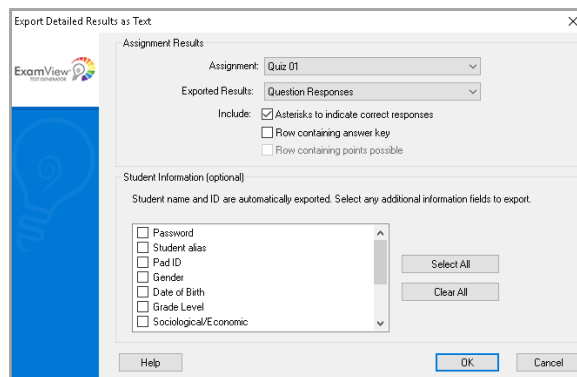 Export Detailed Results as Text
ExamView
TEST GENERATOR
Assignment Results
Assignment: Quiz 01
Exported Results: Question Responses
Include: Asterisks to indicate correct responses
Row containing answer key
Row containing points possible
Student Information (optional)
Student name and ID are automatically exported. Select any additional information fields to export.
Password
Student alias
Pad ID
Gender
Date of Birth
Grade Level
Sociological/Economic
Select All
Clear All
Help
OK
Cancel